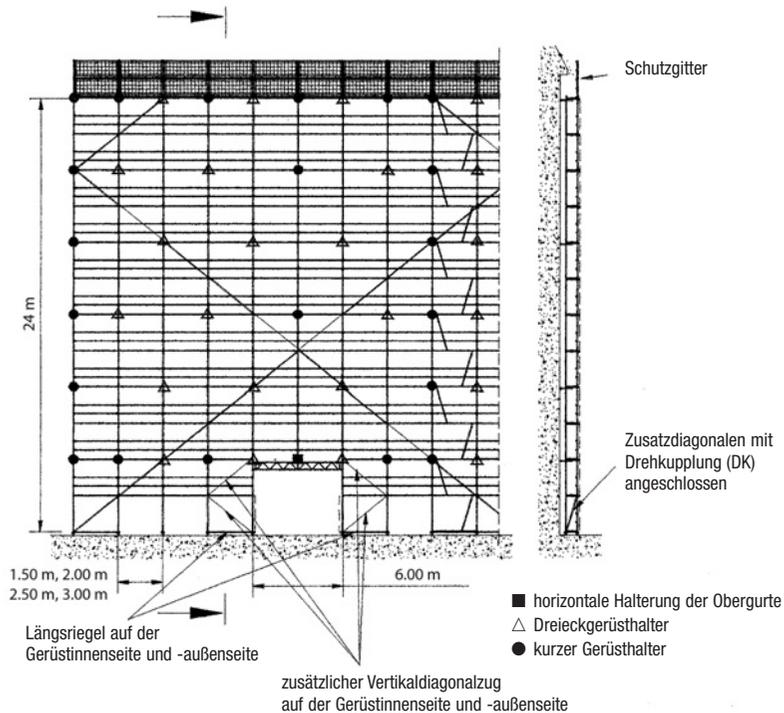 Schutzgitter
24 m
Zusatzdiagonalen mit
Drehkupplung (DK)
angeschlossen
1.50 m, 2.00 m
2.50 m, 3.00 m
6.00 m
Längsriegel auf der
Gerüstinnenseite und -außenseite
zusätzlicher Vertikaldiagonalzug
auf der Gerüstinnenseite und -außenseite
horizontale Halterung der Obergurte
Dreieckgerüsthalter
kurzer Gerüsthalter